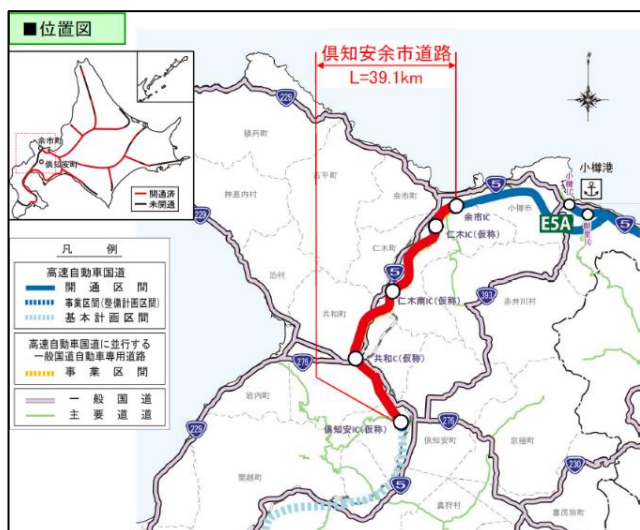 ■位置図
余市町
倶知安町
開通済
未開通
凡 例
高速自動車国道
開 通 区 間
事業区間(整備計画区間)
基本計画区間
高速自動車国道に並行する
一般国道自動車専用道路
事 業 区 間
一 般 国 道
主 要 道 道
倶知安余市道路
L=39.1km
229
積丹町
古平町
神恵内村
余市町
229
泊村
仁木町
共和町
5
余市IC
小樽市
小樽IC
小樽港
E5A
仁木IC(仮称)
5
仁木南IC(仮称)
393
赤井川村
共和IC(仮称)
276
岩内町
倶知安IC(仮称)
276
倶知安町
京極町
229
蘭越町
5
230
真狩村
喜茂別町